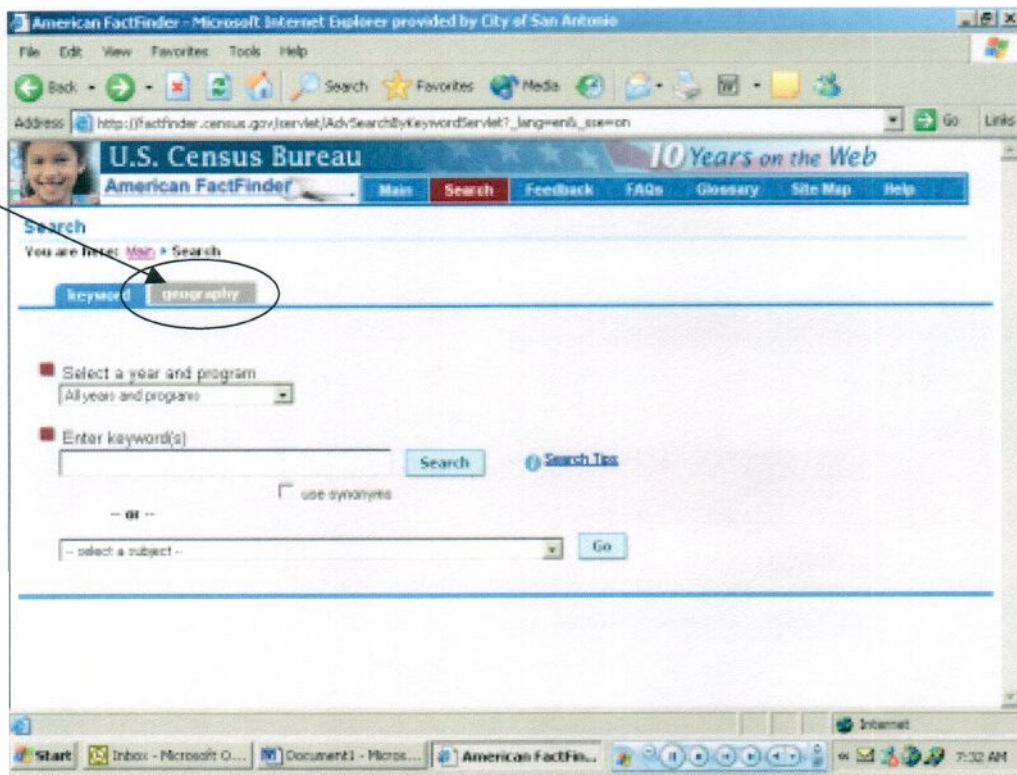 American FactFinder - Microsoft Internet Explorer provided by City of San Antonio
File Edit View Favorites Tools Help
Back Search Favorites Media
Address http://factfinder.census.gov/servlet/AdvSearchByKeywordServlet?_lang=en&_sse=on Go Links
U.S. Census Bureau 10 Years on the Web
American FactFinder Main Search Feedback FAQs Glossary Site Map Help
Search
You are here: Main Search
keyword geography
Select a year and program
All years and programs
Enter keyword(s)
Search Search Tips
use synonyms
-- or --
-- select a subject -- Go
Internet
Start Inbox - Microsoft O... Document1 - Micros... American FactFin... 7:32 AM